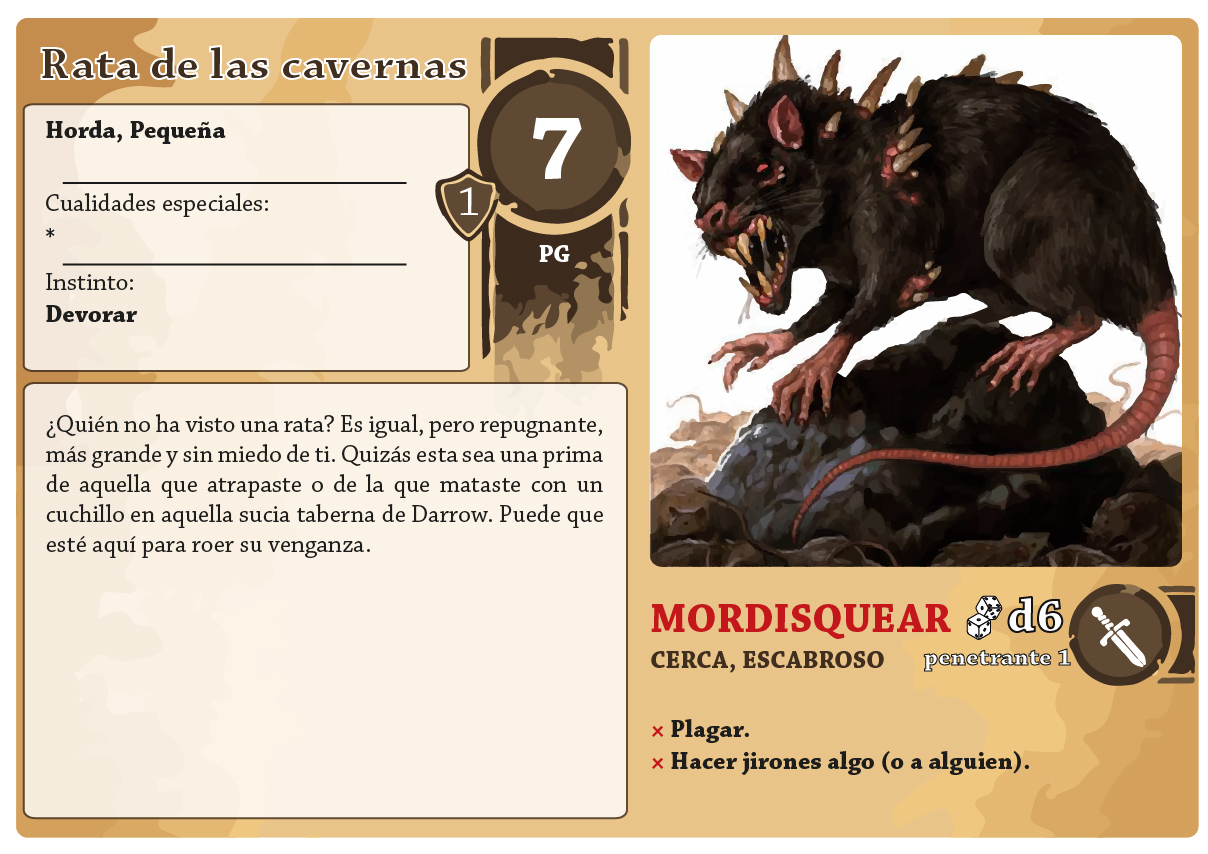 Rata de las cavernas
Horda, Pequeña
Cualidades especiales:
*
Instinto:
Devorar
1
7
PG
¿Quién no ha visto una rata? Es igual, pero repugnante,
más grande y sin miedo de ti. Quizás esta sea una prima
de aquella que atrapaste o de la que mataste con un
cuchillo en aquella sucia taberna de Darrow. Puede que
esté aquí para roer su venganza.
MORDISQUEAR d6
CERCA, ESCABROSO penetrante 1
× Plagar.
× Hacer jirones algo (o a alguien).